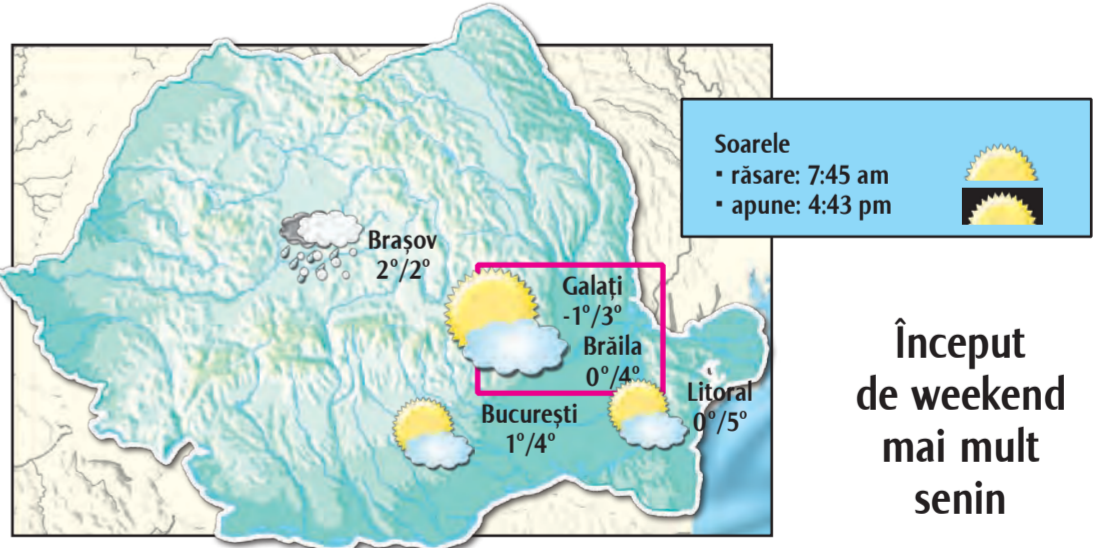 Soarele
▪ răsare: 7:45 am
▪ apune: 4:43 pm
Brașov
2°/2°
Galați
-1°/3°
Brăila
0°/4°
Litoral
0°/5°
București
1°/4°
Început
de weekend
mai mult
senin